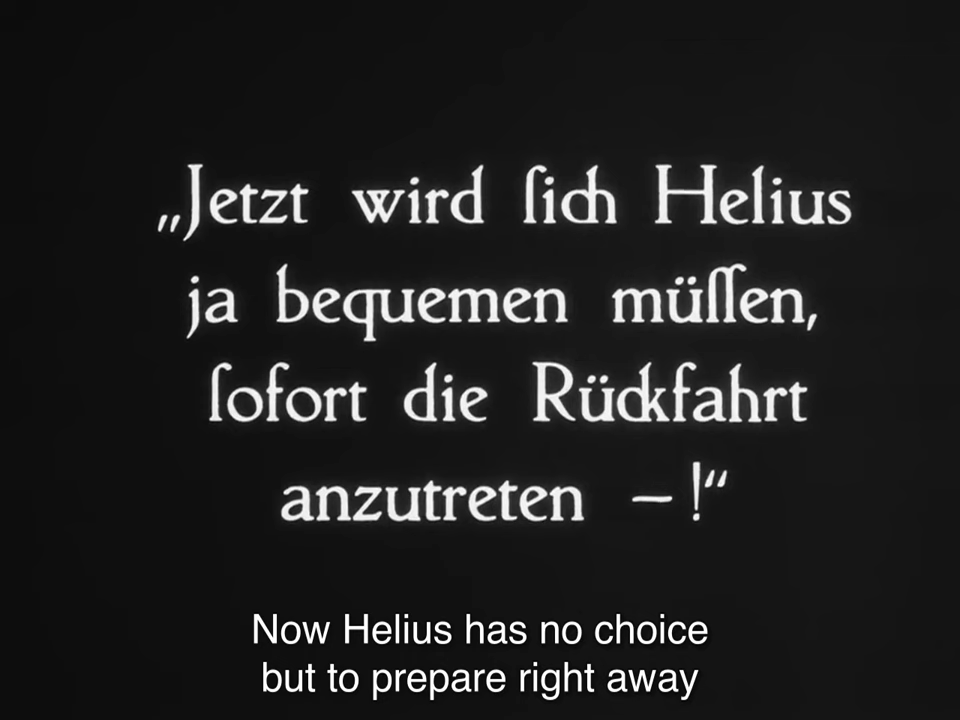 „Jetzt wird ſich Helius
ja bequemen müſſen,
ſofort die Rückfahrt
anzutreten – !“
Now Helius has no choice
but to prepare right away